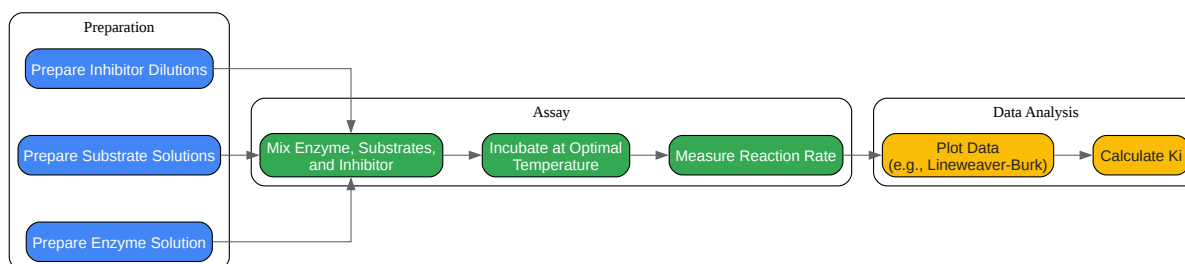 Preparation
Prepare Inhibitor Dilutions
Prepare Substrate Solutions
Prepare Enzyme Solution
Assay
Mix Enzyme, Substrates,
and Inhibitor
Incubate at Optimal
Temperature
Measure Reaction Rate
Data Analysis
Plot Data
(e.g., Lineweaver-Burk)
Calculate Ki